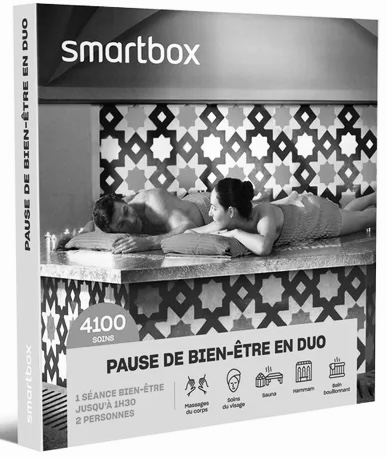 smartbox
PAUSE DE BIEN-ÊTRE EN DUO
smartbox
4100
SOINS
PAUSE DE BIEN-ÊTRE EN DUO
1 SÉANCE BIEN-ÊTRE
JUSQU'À 1H30
2 PERSONNES
Massages
du corps
Soins
du visage
Sauna
Hammam
Bain
bouillonnant